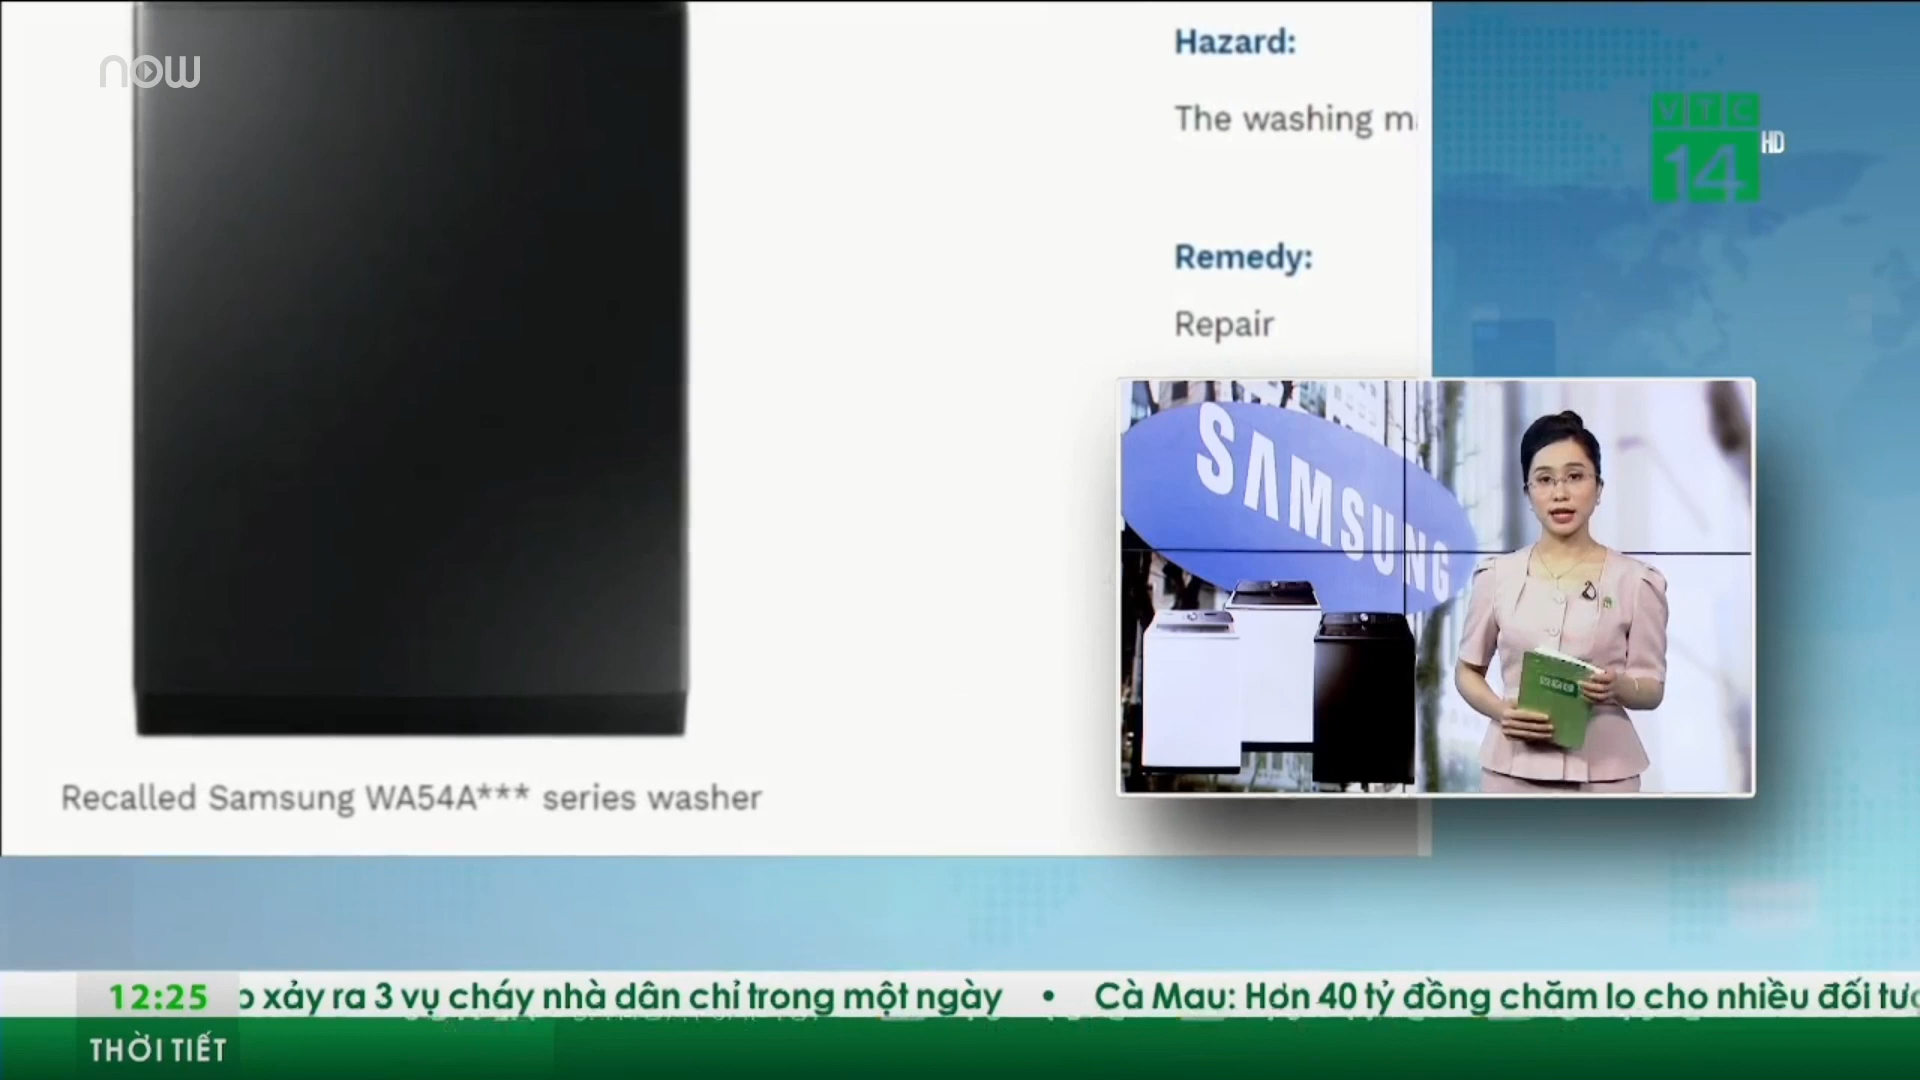 now
Hazard:
The washing
Remedy:
Repair
VTC
14
HD
SAMSUNG
Recalled Samsung WA54A*** series washer
12:25
xảy ra 3 vụ cháy nhà dân chỉ trong một ngày • Cà Mau: Hơn 40 tỷ đồng chăm lo cho nhiều đối
THỜI TIẾT